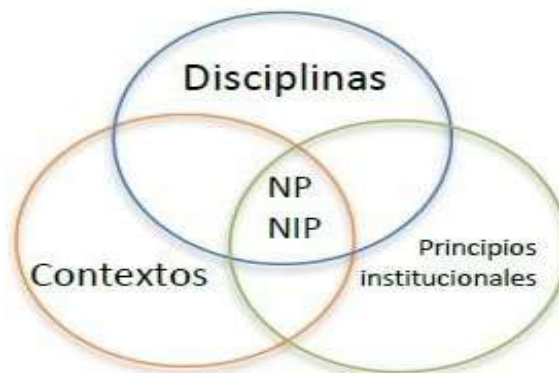 Disciplinas
NP
NIP
Contextos
Principios
institucionales